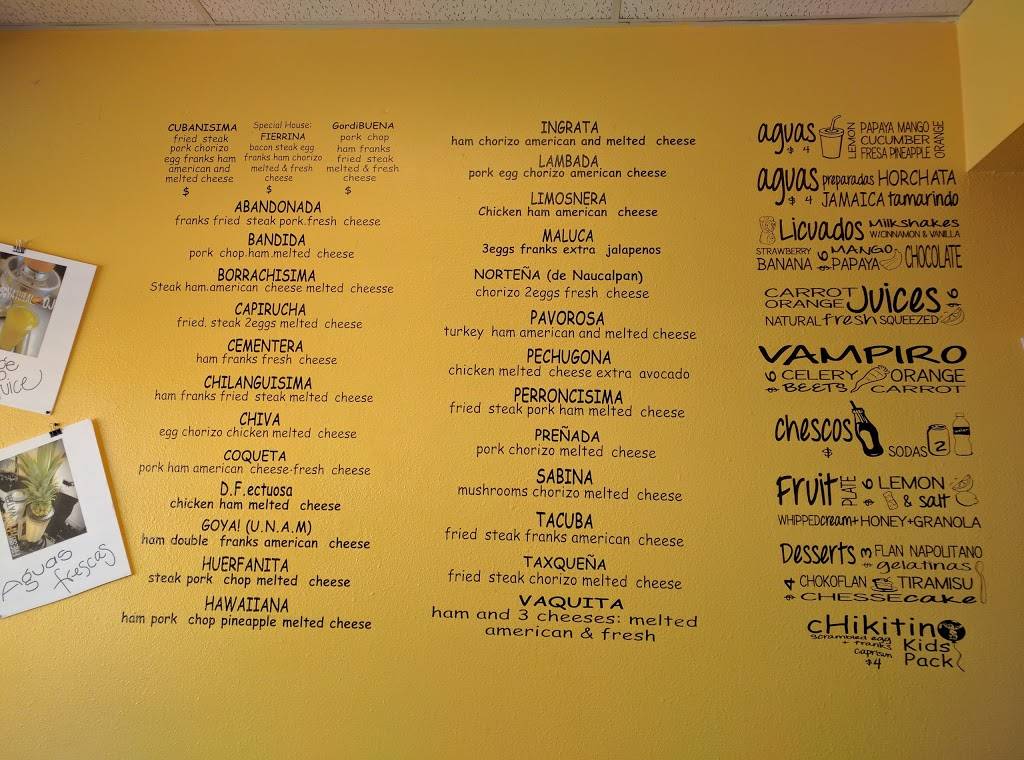 CUBANISIMA
fried steak
pork chorizo
egg franks ham
american and
melted cheese
$
Special House:
FIERRINA
bacon steak egg
franks ham chorizo
melted & fresh
cheese
$
GordiBUENA
pork chop
ham franks
fried steak
melted & fresh
cheese
$
ABANDONADA
franks fried steak pork.fresh cheese
BANDIDA
pork chop.ham.melted cheese
BORRACHISIMA
Steak ham.american cheese melted cheesse
CAPIRUCHA
fried. steak 2eggs melted cheese
CEMENTERA
ham franks fresh cheese
CHILANGUISIMA
ham franks fried steak melted cheese
CHIVA
egg chorizo chicken melted cheese
COQUETA
pork ham american cheese-fresh cheese
D.F.ectuosa
chicken ham melted cheese
GOYA! (U.N.A.M)
ham double franks american cheese
HUERFANITA
steak pork chop melted cheese
HAWAIIANA
ham pork chop pineapple melted cheese
INGRATA
ham chorizo american and melted cheese
LAMBADA
pork egg chorizo american cheese
LIMOSNERA
Chicken ham american cheese
MALUCA
3eggs franks extra jalapenos
NORTEÑA (de Naucalpan)
chorizo 2eggs fresh cheese
PAVOROSA
turkey ham american and melted cheese
PECHUGONA
chicken melted cheese extra avocado
PERRONCISIMA
fried steak pork ham melted cheese
PREÑADA
pork chorizo melted cheese
SABINA
mushrooms chorizo melted cheese
TACUBA
fried steak franks american cheese
TAXQUEÑA
fried steak chorizo melted cheese
VAQUITA
ham and 3 cheeses: melted
american & fresh
aguas
$ 4
LEMON
PAPAYA MANGO
CUCUMBER
FRESA PINEAPPLE
ORANGE
aguas preparadas HORCHATA
$ 4 JAMAICA tamarindo
Licuados Milkshakes
W/CINNAMON & VANILLA
STRAWBERRY
BANANA $6 MANGO
PAPAYA CHOCOLATE
CARROT
ORANGE Juices $6
NATURAL fresh SQUEEZED
VAMPIRO
$6 CELERY ORANGE
BEETS CARROT
chescos
$ SODAS 2
Fruit PLATE $6 LEMON
& salt
WHIPPED cream+HONEY+GRANOLA
Desserts $3 FLAN NAPOLITANO
gelatinas
$4 CHOKOFLAN TIRAMISU
CHESSEcake
cHikitin
scrambled egg
+ franks
caprisun
$4
Kids
Pack
Juice
Aguas
frescas